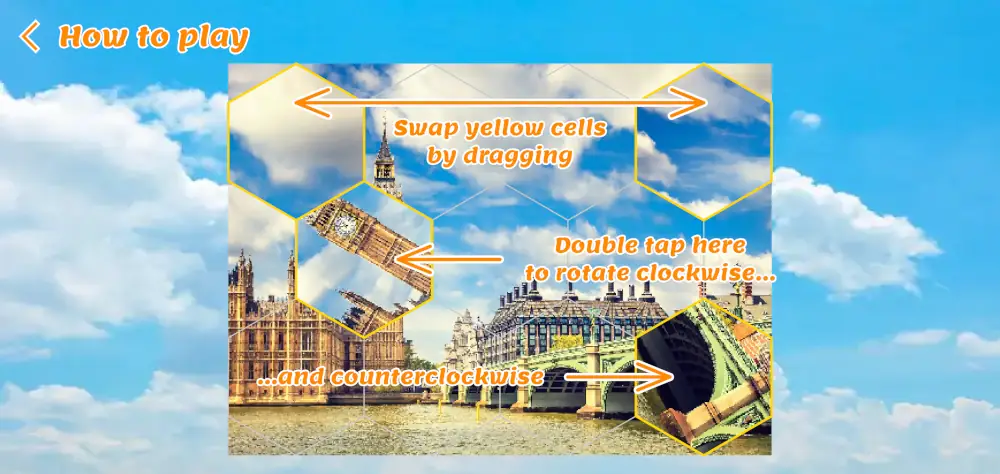 How to play
Swap yellow cells
by dragging
Double tap here
to rotate clockwise...
...and counterclockwise